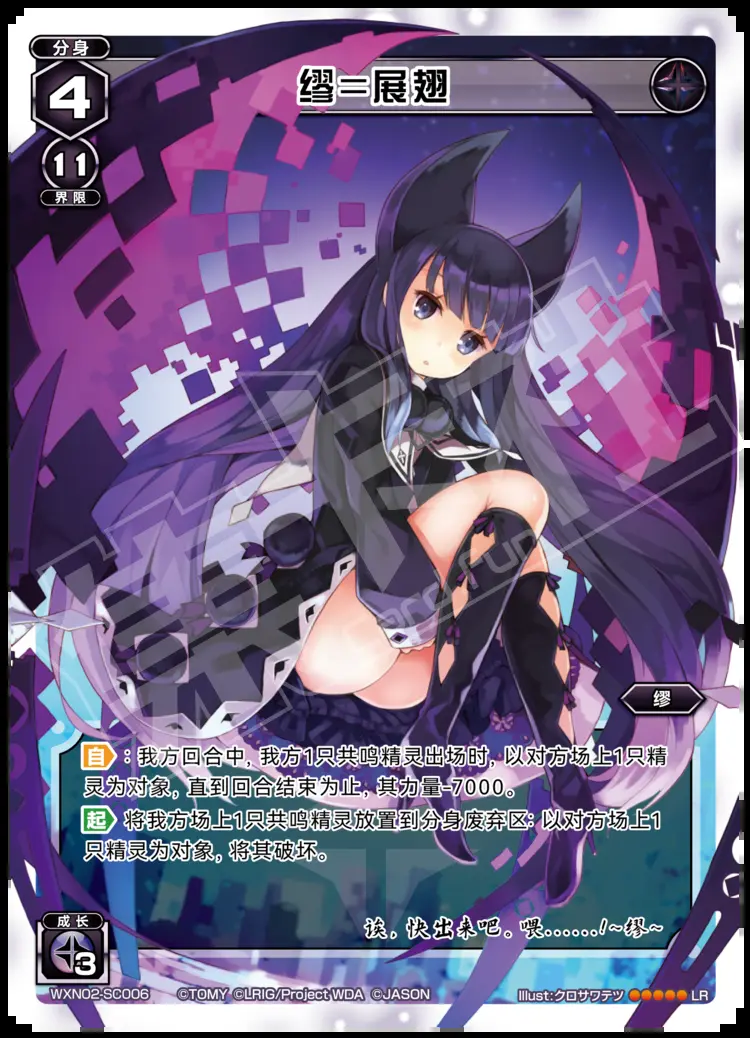 分身
4
缪=展翅
11
界限
缪
自:我方回合中,我方1只共鸣精灵出场时,以对方场上1只精
灵为对象,直到回合结束为止,其力量-7000。
起 将我方场上1只共鸣精灵放置到分身废弃区:以对方场上1
只精灵为对象,将其破坏。
诶,快出来吧。喂......!~缪~
成长
3
WXN02-SC006 ©TOMY ©LRIG/Project WDA ©JASON
Illust:クロサワテツ LR